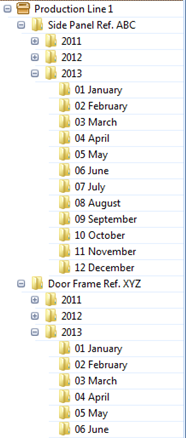 Production Line 1
Side Panel Ref. ABC
2011
2012
2013
01 January
02 February
03 March
04 April
05 May
06 June
07 July
08 August
09 September
10 October
11 November
12 December
Door Frame Ref. XYZ
2011
2012
2013
01 January
02 February
03 March
04 April
05 May
06 June